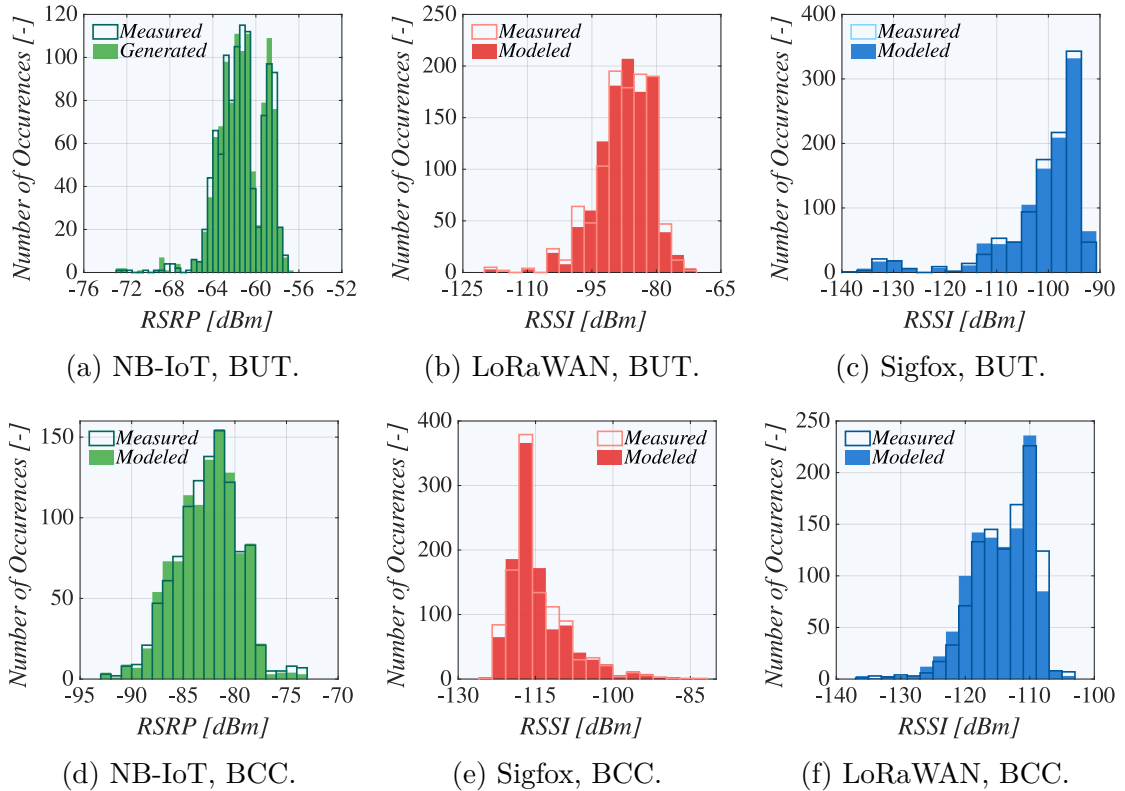 Number of Occurences [-]
120
100
80
60
40
20
0
Measured
Generated
-76 -72 -68 -64 -60 -56 -52
RSRP [dBm]
(a) NB-IoT, BUT.
Number of Occurences [-]
250
200
150
100
50
0
Measured
Modeled
-125 -110 -95 -80 -65
RSSI [dBm]
(b) LoRaWAN, BUT.
Number of Occurences [-]
400
300
200
100
0
Measured
Modeled
-140 -130 -120 -110 -100 -90
RSSI [dBm]
(c) Sigfox, BUT.
Number of Occurences [-]
150
100
50
0
Measured
Modeled
-95 -90 -85 -80 -75 -70
RSRP [dBm]
(d) NB-IoT, BCC.
Number of Occurences [-]
400
300
200
100
0
Measured
Modeled
-130 -115 -100 -85
RSSI [dBm]
(e) Sigfox, BCC.
Number of Occurences [-]
250
200
150
100
50
0
Measured
Modeled
-140 -130 -120 -110 -100
RSSI [dBm]
(f) LoRaWAN, BCC.